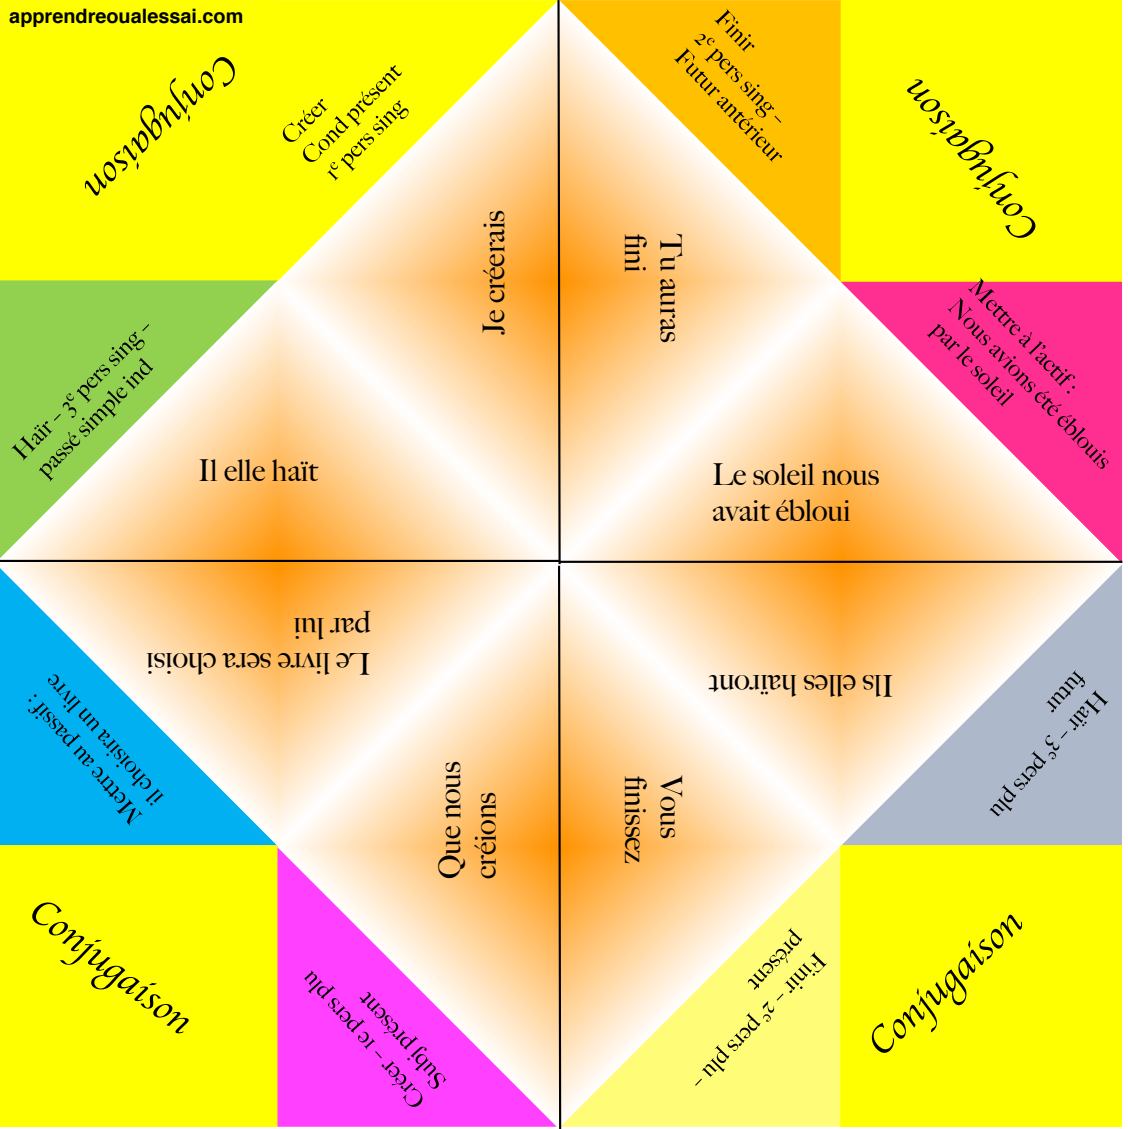 apprendreoualessai.com
Conjugaison
Créer
Cond présent
1e pers sing
Finir
2e pers sing –
Futur antérieur
Conjugaison
Je créerais
Tu auras
fini
Haïr – 3e pers sing –
passé simple ind
Mettre à l'actif :
Nous avions été éblouis
par le soleil
Il elle haït
Le soleil nous
avait ébloui
Le livre sera choisi
par lui
Ils elles haïront
Mettre au passif :
il choisira un livre
Haïr – 3e pers plu
futur
Que nous
créions
Vous
finissez
Conjugaison
Créer – 1e pers plu
Subj présent
Finir – 2e pers plu –
présent
Conjugaison